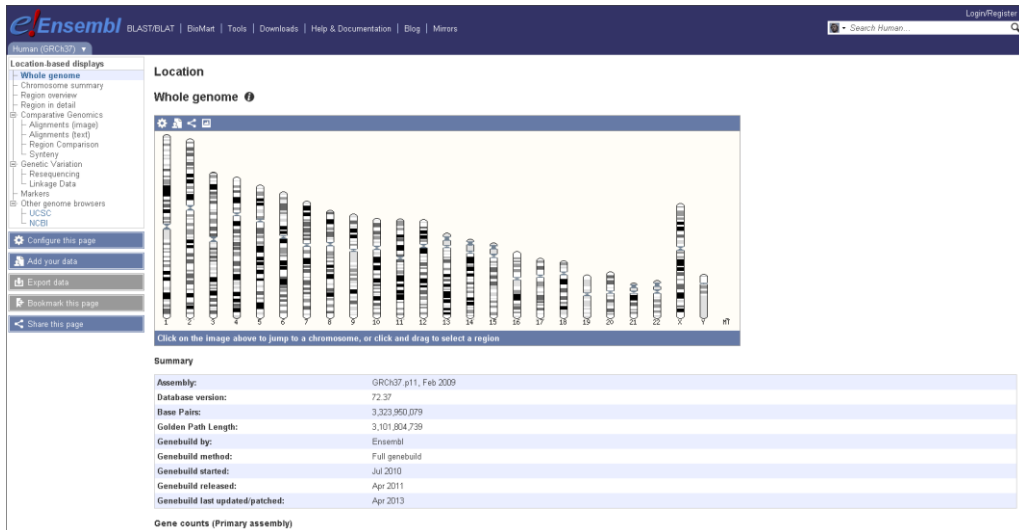 Login/Register
e!Ensembl BLAST/BLAT | BioMart | Tools | Downloads | Help & Documentation | Blog | Mirrors
Search Human...
Human (GRCh37) ▼
Location-based displays
Whole genome
Chromosome summary
Region overview
Region in detail
Comparative Genomics
Alignments (image)
Alignments (text)
Region Comparison
Synteny
Genetic Variation
Resequencing
Linkage Data
Markers
Other genome browsers
UCSC
NCBI
Configure this page
Add your data
Export data
Bookmark this page
Share this page
Location
Whole genome
1 2 3 4 5 6 7 8 9 10 11 12 13 14 15 16 17 18 19 20 21 22 X Y MT
Click on the image above to jump to a chromosome, or click and drag to select a region
Summary
Assembly: GRCh37.p11, Feb 2009
Database version: 72.37
Base Pairs: 3,323,950,079
Golden Path Length: 3,101,804,739
Genebuild by: Ensembl
Genebuild method: Full genebuild
Genebuild started: Jul 2010
Genebuild released: Apr 2011
Genebuild last updated/patched: Apr 2013
Gene counts (Primary assembly)